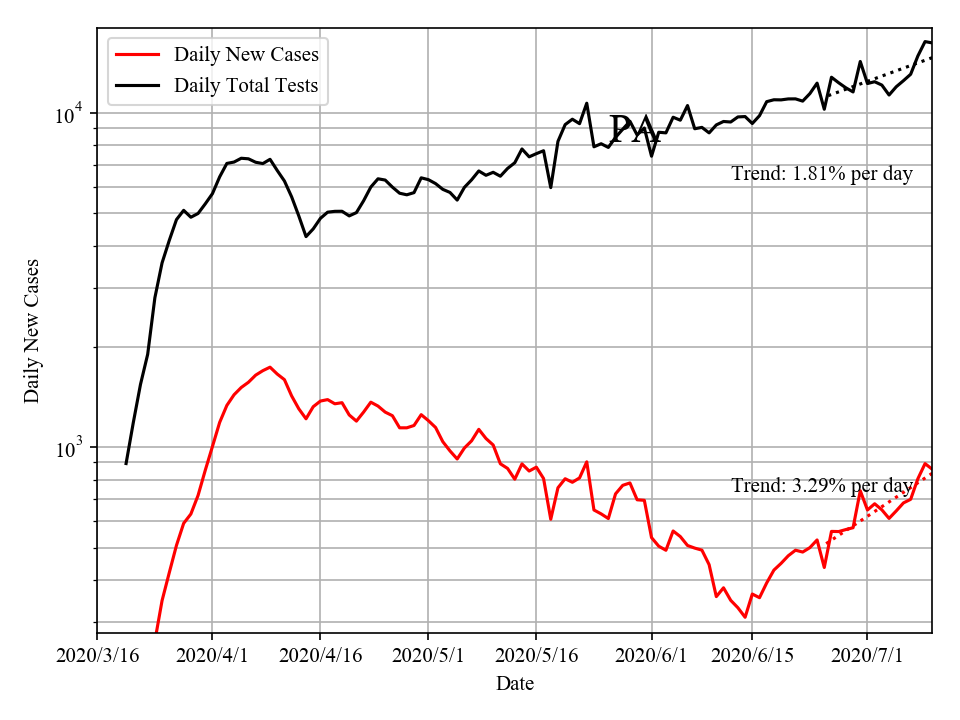 Daily New Cases
Daily Total Tests
PA
10^4
Trend: 1.81% per day
Daily New Cases
10^3
Trend: 3.29% per day
2020/3/16 2020/4/1 2020/4/16 2020/5/1 2020/5/16 2020/6/1 2020/6/15 2020/7/1
Date